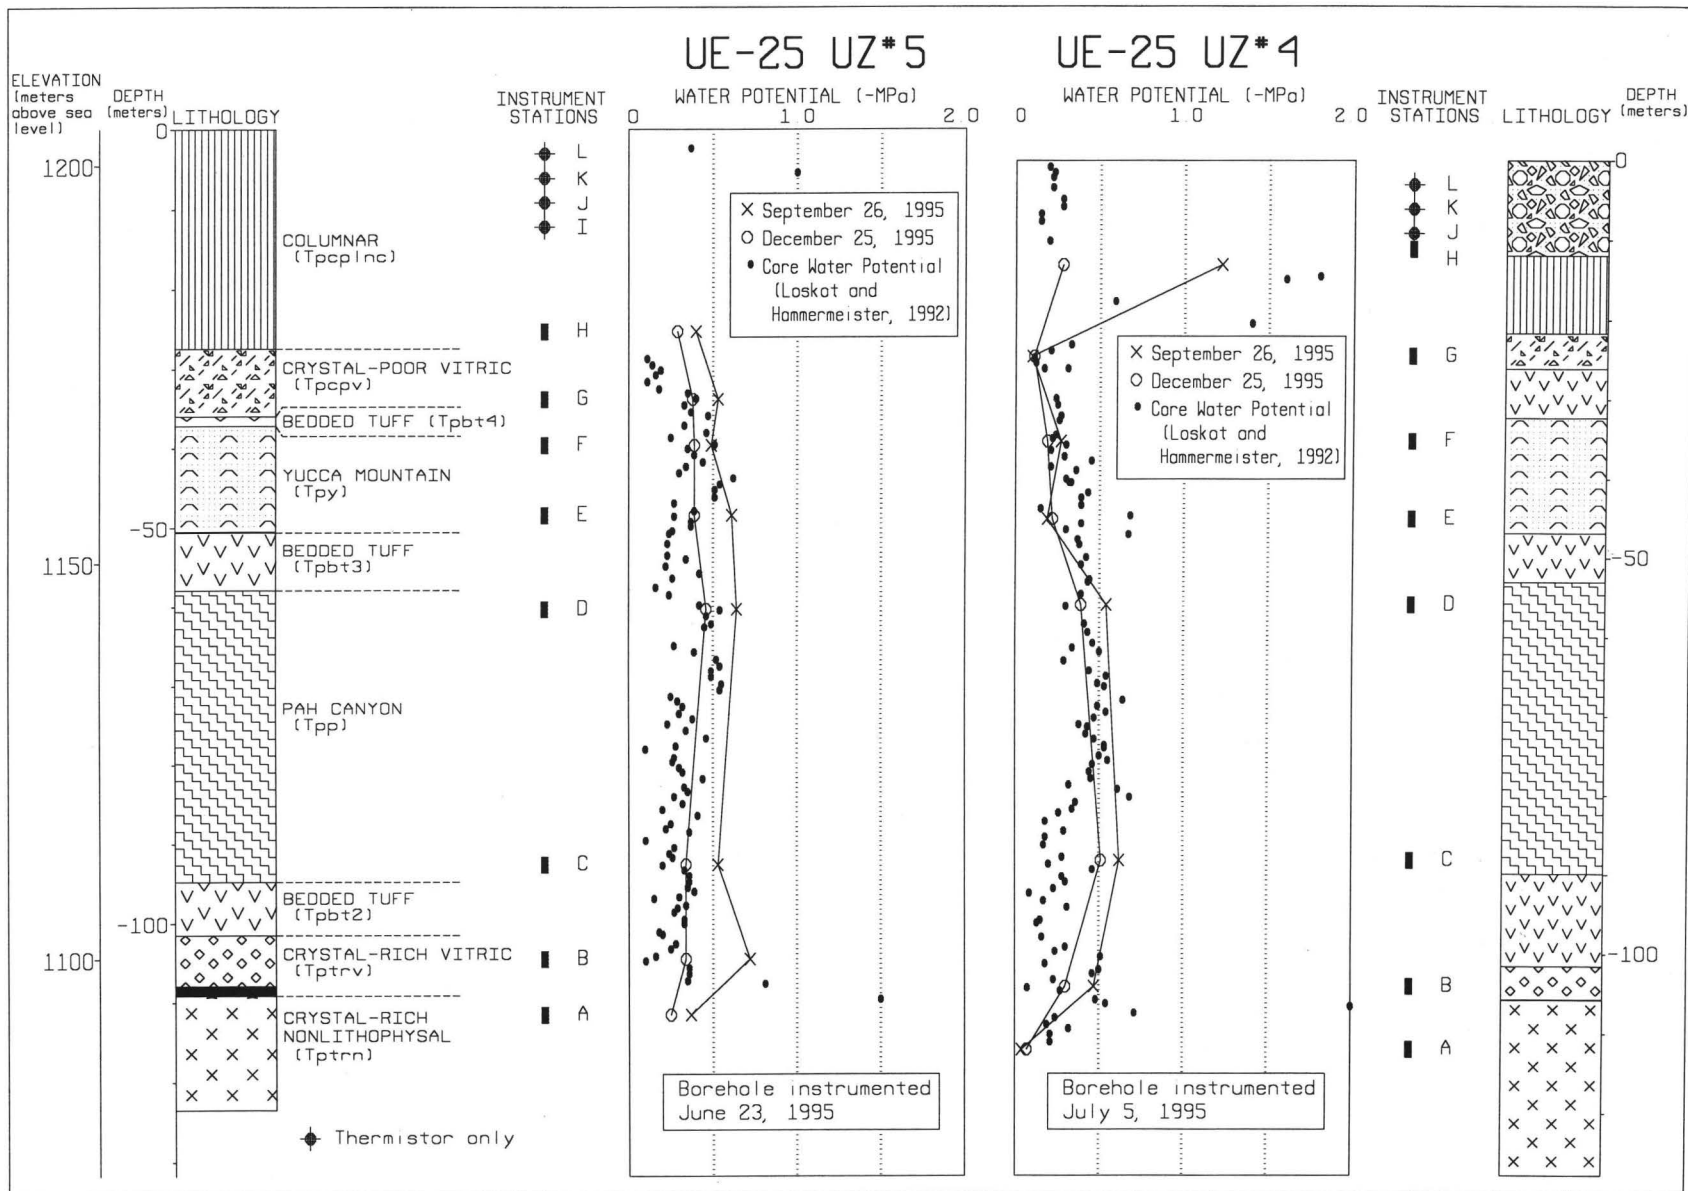 UE-25 UZ#5
UE-25 UZ#4
ELEVATION
(meters
above sea
level)
DEPTH
(meters)
LITHOLOGY
INSTRUMENT
STATIONS
WATER POTENTIAL (-MPa)
0
1.0
2.0
WATER POTENTIAL (-MPa)
0
1.0
2.0
INSTRUMENT
STATIONS
LITHOLOGY
DEPTH
(meters)
1200
1150
1100
0
-50
-100
COLUMNAR
(Tpcplnc)
CRYSTAL-POOR VITRIC
(Tpcpv)
BEDDED TUFF (Tpbt4)
YUCCA MOUNTAIN
(Tpy)
BEDDED TUFF
(Tpbt3)
PAH CANYON
(Tpp)
BEDDED TUFF
(Tpbt2)
CRYSTAL-RICH VITRIC
(Tptrv)
CRYSTAL-RICH
NONLITHOPHYSAL
(Tptrn)
Thermistor only
L
K
J
I
H
G
F
E
D
C
B
A
× September 26, 1995
○ December 25, 1995
• Core Water Potential
(Loskot and
Hammermeister, 1992)
Borehole instrumented
June 23, 1995
× September 26, 1995
○ December 25, 1995
• Core Water Potential
(Loskot and
Hammermeister, 1992)
Borehole instrumented
July 5, 1995
L
K
J
H
G
F
E
D
C
B
A
0
-50
-100